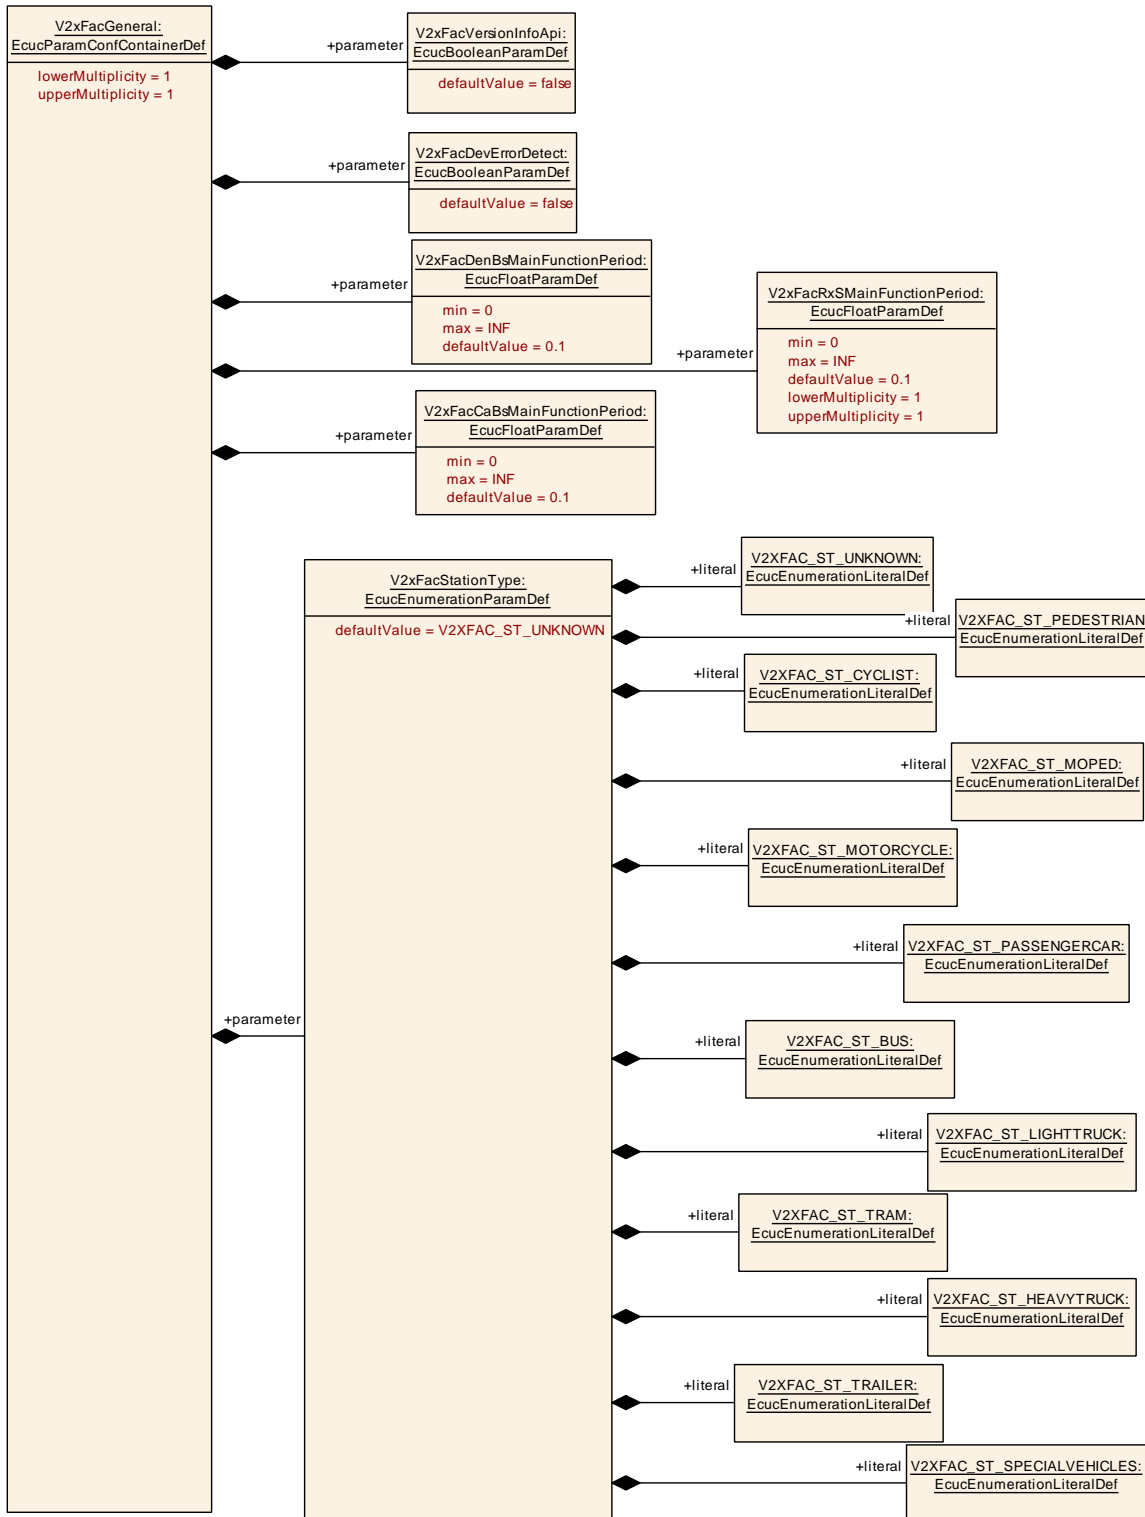 V2xFacGeneral:
EcucParamConfContainerDef
lowerMultiplicity = 1
upperMultiplicity = 1
+parameter
V2xFacVersionInfoApi:
EcucBooleanParamDef
defaultValue = false
+parameter
V2xFacDevErrorDetect:
EcucBooleanParamDef
defaultValue = false
+parameter
V2xFacDenBsMainFunctionPeriod:
EcucFloatParamDef
min = 0
max = INF
defaultValue = 0.1
+parameter
V2xFacRxSMainFunctionPeriod:
EcucFloatParamDef
min = 0
max = INF
defaultValue = 0.1
lowerMultiplicity = 1
upperMultiplicity = 1
+parameter
V2xFacCaBsMainFunctionPeriod:
EcucFloatParamDef
min = 0
max = INF
defaultValue = 0.1
+parameter
V2xFacStationType:
EcucEnumerationParamDef
defaultValue = V2XFAC_ST_UNKNOWN
+literal
V2XFAC_ST_UNKNOWN:
EcucEnumerationLiteralDef
+literal
V2XFAC_ST_PEDESTRIAN
EcucEnumerationLiteralDef
+literal
V2XFAC_ST_CYCLIST:
EcucEnumerationLiteralDef
+literal
V2XFAC_ST_MOPED:
EcucEnumerationLiteralDef
+literal
V2XFAC_ST_MOTORCYCLE:
EcucEnumerationLiteralDef
+literal
V2XFAC_ST_PASSENGERCAR:
EcucEnumerationLiteralDef
+literal
V2XFAC_ST_BUS:
EcucEnumerationLiteralDef
+literal
V2XFAC_ST_LIGHTTRUCK:
EcucEnumerationLiteralDef
+literal
V2XFAC_ST_TRAM:
EcucEnumerationLiteralDef
+literal
V2XFAC_ST_HEAVYTRUCK:
EcucEnumerationLiteralDef
+literal
V2XFAC_ST_TRAILER:
EcucEnumerationLiteralDef
+literal
V2XFAC_ST_SPECIALVEHICLES:
EcucEnumerationLiteralDef